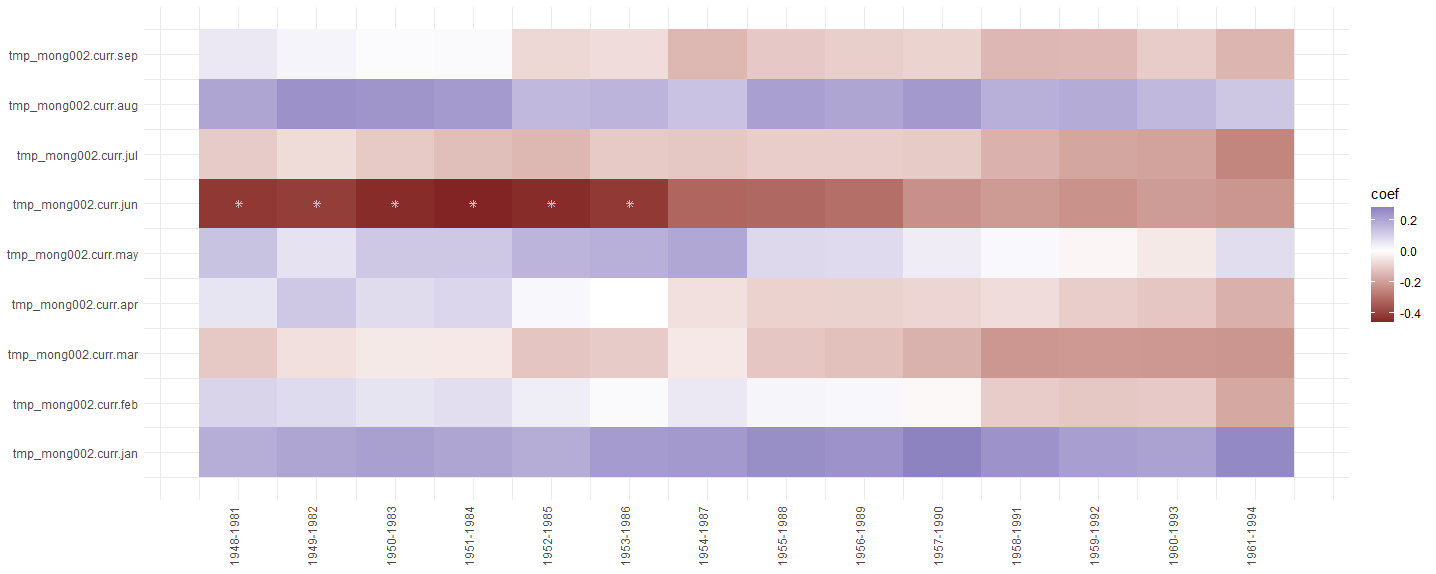 tmp_mong002.curr.sep
tmp_mong002.curr.aug
tmp_mong002.curr.jul
tmp_mong002.curr.jun
* * * * * *
tmp_mong002.curr.may
tmp_mong002.curr.apr
tmp_mong002.curr.mar
tmp_mong002.curr.feb
tmp_mong002.curr.jan
1948-1981
1949-1982
1950-1983
1951-1984
1952-1985
1953-1986
1954-1987
1955-1988
1956-1989
1957-1990
1958-1991
1959-1992
1960-1993
1961-1994
coef
0.2
0.0
-0.2
-0.4